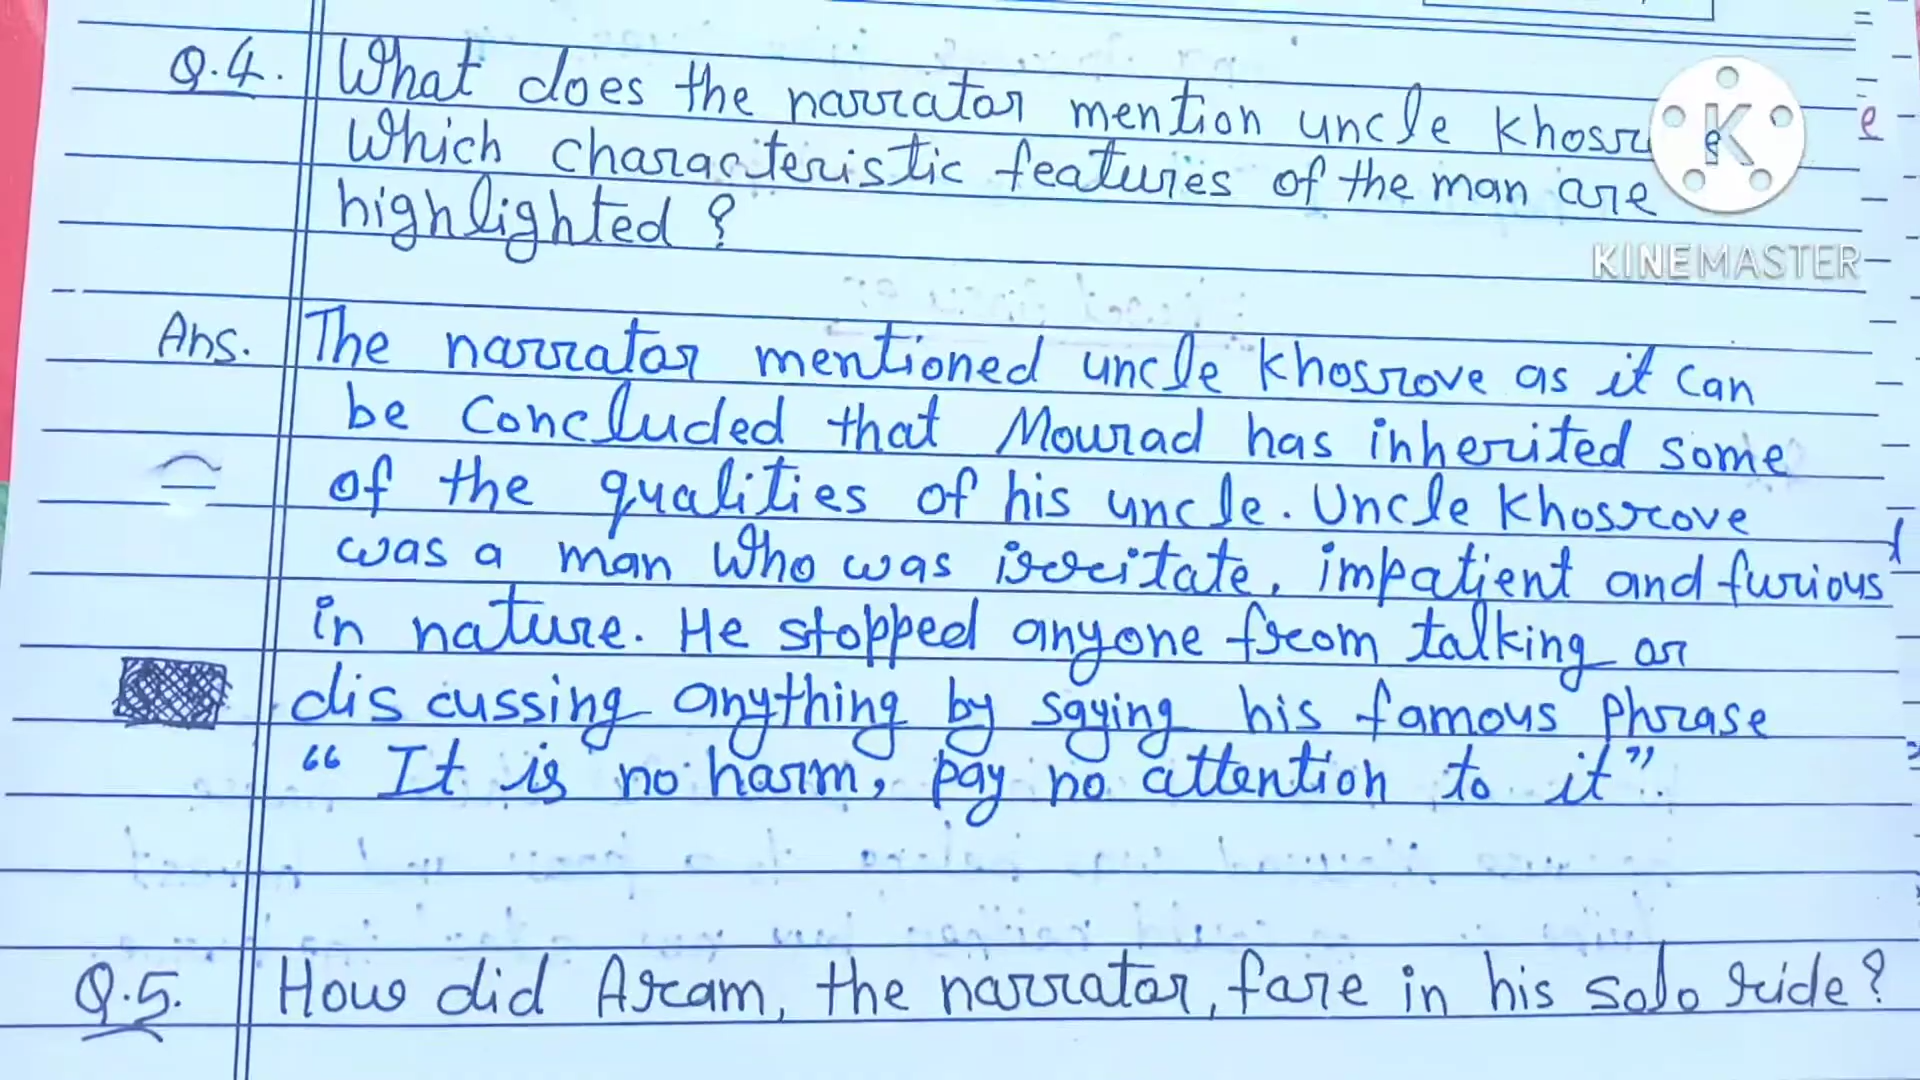 Q.4. What does the narrator mention uncle Khosr
Which characteristic features of the man are
highlighted?
KINEMASTER
Ans. The narrator mentioned uncle Khosrove as it can
be concluded that Mourad has inherited some
of the qualities of his uncle. Uncle Khosrove
was a man who was irritate, impatient and furious
in nature. He stopped anyone from talking or
discussing anything by saying his famous phrase
“It is no harm, pay no attention to it”.
Q.5. How did Aram, the narrator, fare in his solo ride?